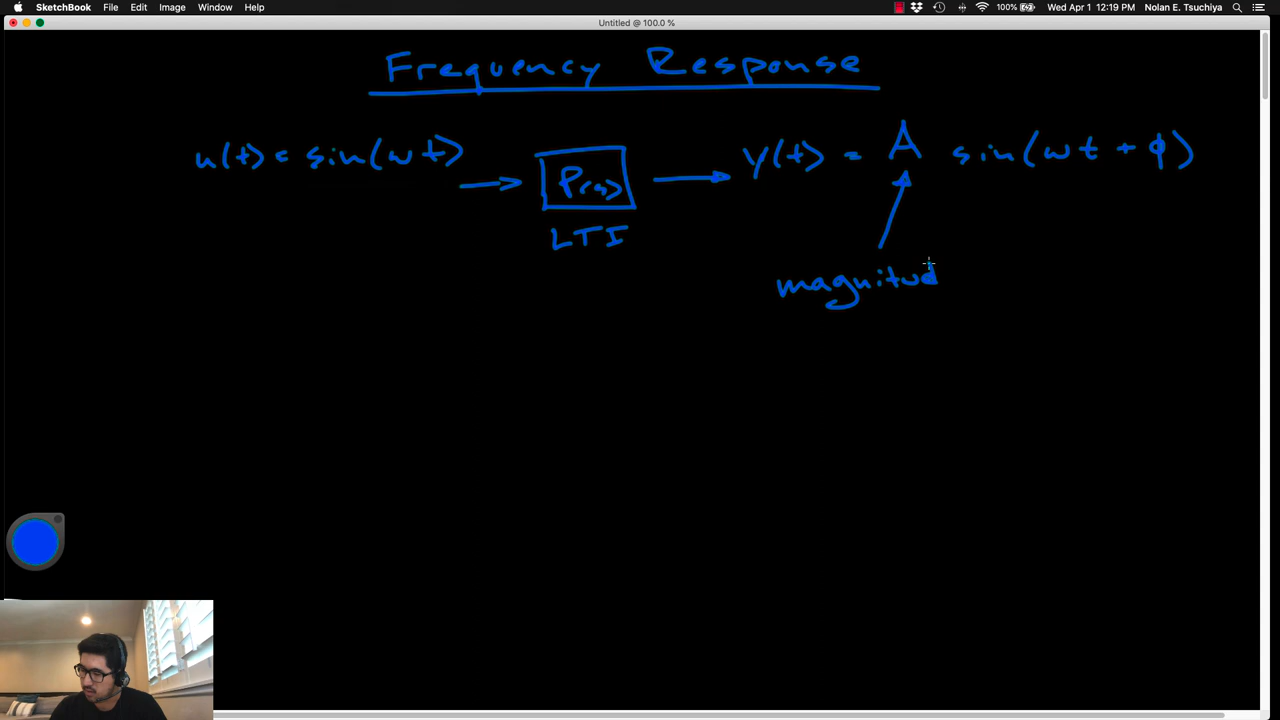 SketchBook File Edit Image Window Help 100% Wed Apr 1 12:19 PM Nolan E. Tsuchiya
Untitled @ 100.0 %
Frequency Response
u(t) = sin(ωt) → P(s) → y(t) = A sin(ωt + φ)
LTI
magnitud